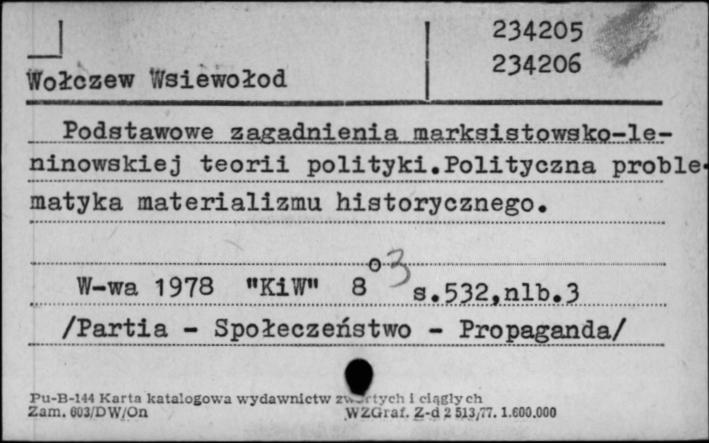 234205
234206
Wołczew Wsiewołod
Podstawowe zagadnienia marksistowsko-le-
ninowskiej teorii polityki.Polityczna proble-
matyka materializmu historycznego.
W-wa 1978 "KiW" 8° 3 s.532,nlb.3
/Partia - Społeczeństwo - Propaganda/
Pu-B-144 Karta katalogowa wydawnictw zwartych i ciągłych
Zam. 603/DW/On WZGraf. Z-d 2 513/77. 1.600.000